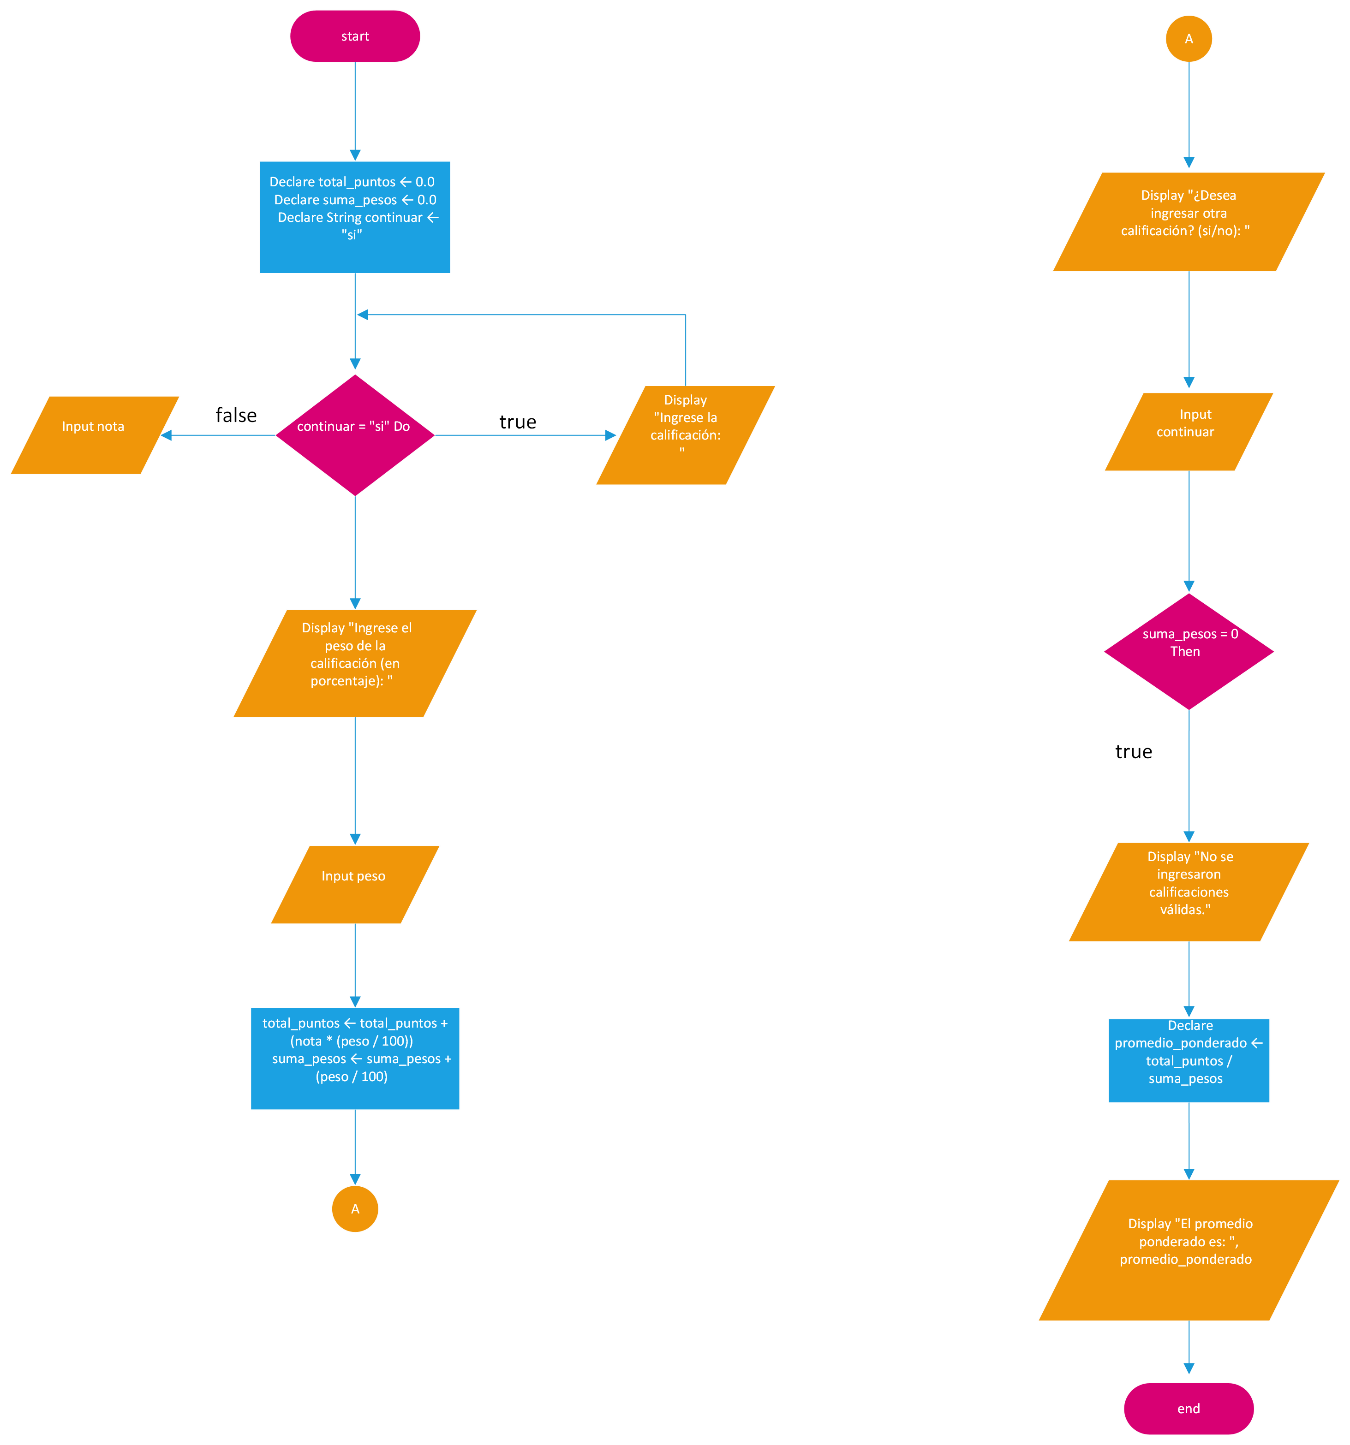 start
Declare total_puntos ← 0.0
Declare suma_pesos ← 0.0
Declare String continuar ←
"si"
continuar = "si" Do
false
Input nota
true
Display
"Ingrese la
calificación:
"
Display "Ingrese el
peso de la
calificación (en
porcentaje): "
Input peso
total_puntos ← total_puntos +
(nota * (peso / 100))
suma_pesos ← suma_pesos +
(peso / 100)
A
A
Display "¿Desea
ingresar otra
calificación? (si/no): "
Input
continuar
suma_pesos = 0
Then
true
Display "No se
ingresaron
calificaciones
válidas."
Declare
promedio_ponderado ←
total_puntos /
suma_pesos
Display "El promedio
ponderado es: ",
promedio_ponderado
end